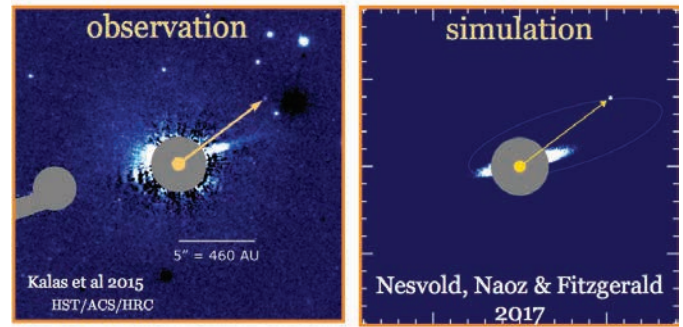 observation
5" = 460 AU
Kalas et al 2015
HST/ACS/HRC
simulation
Nesvold, Naoz & Fitzgerald
2017